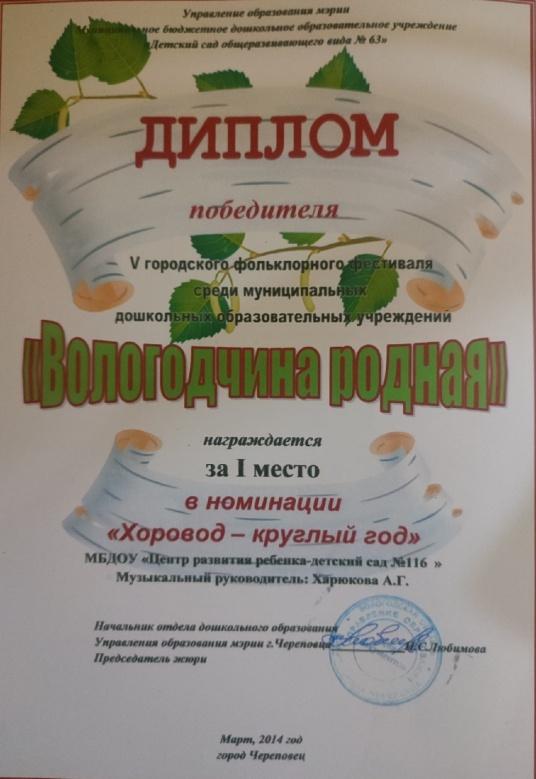 Управление образования мэрии
Муниципальное бюджетное дошкольное образовательное учреждение
«Детский сад общеразвивающего вида № 63»
ДИПЛОМ
победителя
V городского фольклорного фестиваля
среди муниципальных
дошкольных образовательных учреждений
«Вологодчина родная»
награждается
за I место
в номинации
«Хоровод – круглый год»
МБДОУ «Центр развития ребенка-детский сад №116 »
Музыкальный руководитель: Харюкова А.Г.
Начальник отдела дошкольного образования
Управления образования мэрии г.Череповца Н.С.Любимова
Председатель жюри
Март, 2014 год
город Череповец